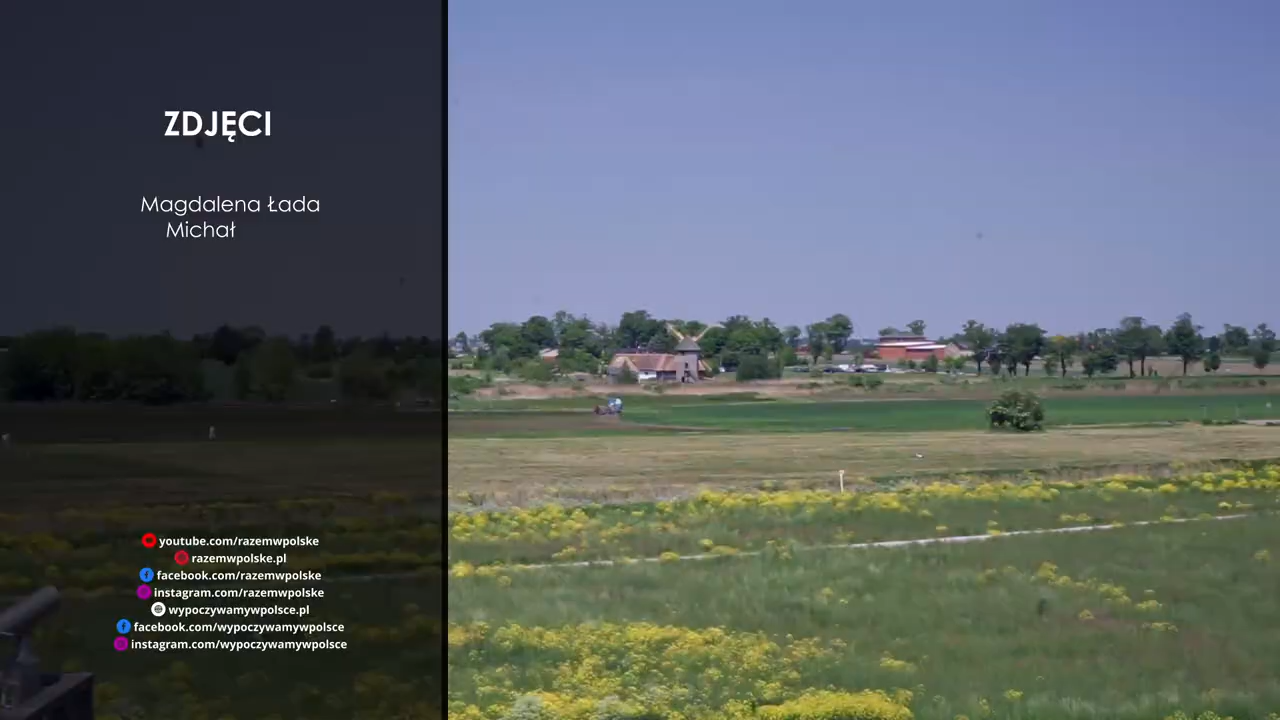 ZDJĘCI
Magdalena Łada
Michał
youtube.com/razemwpolske
razemwpolske.pl
facebook.com/razemwpolske
instagram.com/razemwpolske
wypoczywamywpolsce.pl
facebook.com/wypoczywamywpolsce
instagram.com/wypoczywamywpolsce